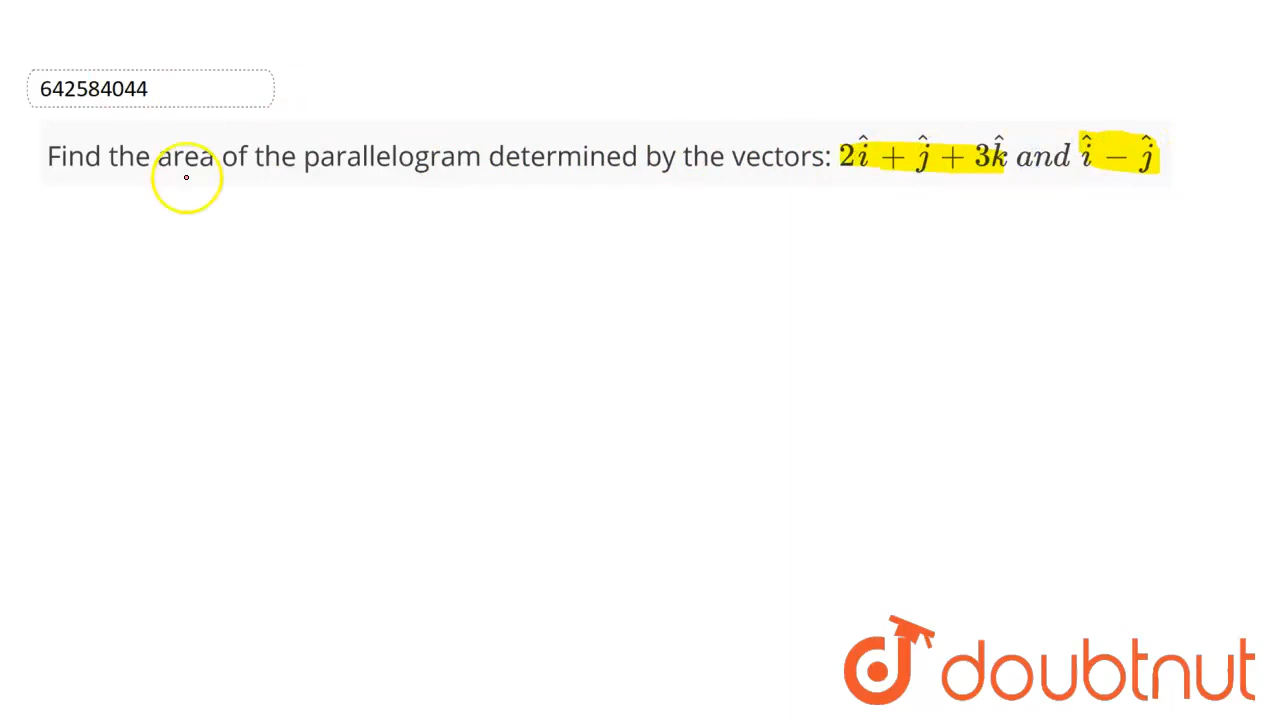 642584044
Find the area of the parallelogram determined by the vectors: 2î + ĵ + 3k̂ and î − ĵ
doubtnut